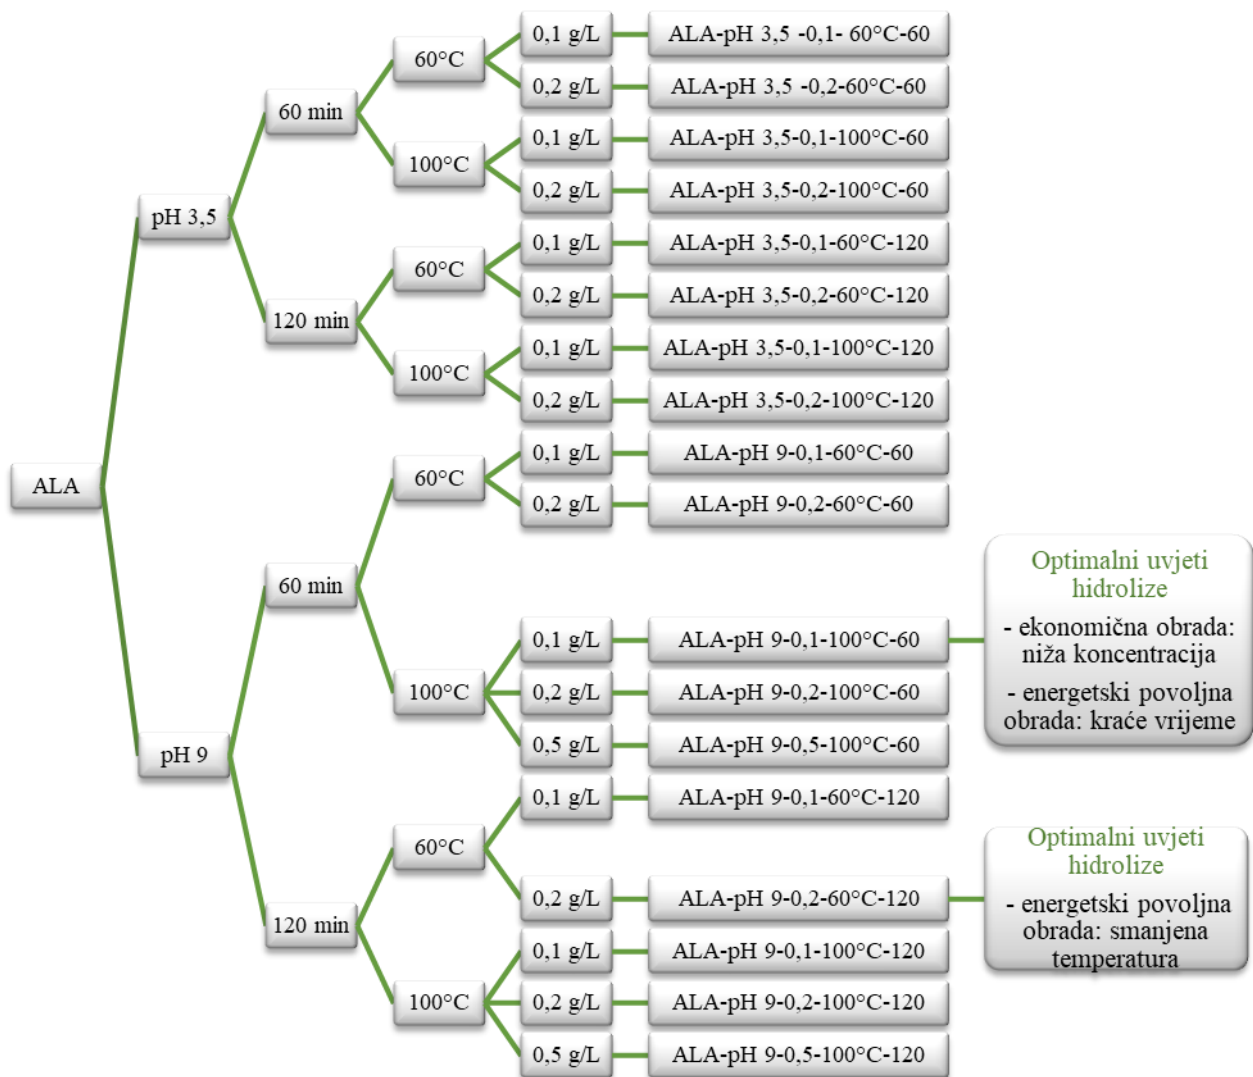 ALA
pH 3,5
60 min
60°C
0,1 g/L
ALA-pH 3,5 -0,1- 60°C-60
0,2 g/L
ALA-pH 3,5 -0,2-60°C-60
100°C
0,1 g/L
ALA-pH 3,5-0,1-100°C-60
0,2 g/L
ALA-pH 3,5-0,2-100°C-60
120 min
60°C
0,1 g/L
ALA-pH 3,5-0,1-60°C-120
0,2 g/L
ALA-pH 3,5-0,2-60°C-120
100°C
0,1 g/L
ALA-pH 3,5-0,1-100°C-120
0,2 g/L
ALA-pH 3,5-0,2-100°C-120
pH 9
60 min
60°C
0,1 g/L
ALA-pH 9-0,1-60°C-60
0,2 g/L
ALA-pH 9-0,2-60°C-60
100°C
0,1 g/L
ALA-pH 9-0,1-100°C-60
Optimalni uvjeti
hidrolize
- ekonomična obrada:
niža koncentracija
- energetski povoljna
obrada: kraće vrijeme
0,2 g/L
ALA-pH 9-0,2-100°C-60
0,5 g/L
ALA-pH 9-0,5-100°C-60
120 min
60°C
0,1 g/L
ALA-pH 9-0,1-60°C-120
0,2 g/L
ALA-pH 9-0,2-60°C-120
Optimalni uvjeti
hidrolize
- energetski povoljna
obrada: smanjena
temperatura
100°C
0,1 g/L
ALA-pH 9-0,1-100°C-120
0,2 g/L
ALA-pH 9-0,2-100°C-120
0,5 g/L
ALA-pH 9-0,5-100°C-120